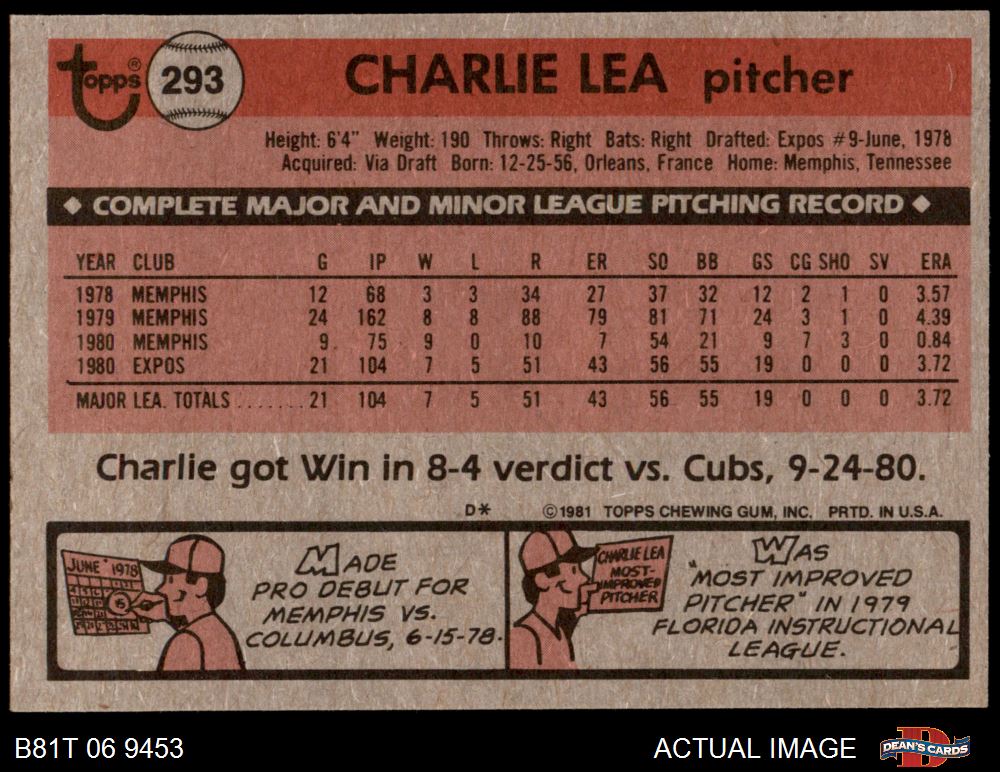 Topps® 293 CHARLIE LEA pitcher
Height: 6'4" Weight: 190 Throws: Right Bats: Right Drafted: Expos #9-June, 1978
Acquired: Via Draft Born: 12-25-56, Orleans, France Home: Memphis, Tennessee
◆ COMPLETE MAJOR AND MINOR LEAGUE PITCHING RECORD ◆
YEAR CLUB G IP W L R ER SO BB GS CG SHO SV ERA
1978 MEMPHIS 12 68 3 3 34 27 37 32 12 2 1 0 3.57
1979 MEMPHIS 24 162 8 8 88 79 81 71 24 3 1 0 4.39
1980 MEMPHIS 9 75 9 0 10 7 54 21 9 7 3 0 0.84
1980 EXPOS 21 104 7 5 51 43 56 55 19 0 0 0 3.72
MAJOR LEA. TOTALS ....... 21 104 7 5 51 43 56 55 19 0 0 0 3.72
Charlie got Win in 8-4 verdict vs. Cubs, 9-24-80.
D* ©1981 TOPPS CHEWING GUM, INC. PRTD. IN U.S.A.
JUNE 1978
15
MADE
PRO DEBUT FOR
MEMPHIS VS.
COLUMBUS, 6-15-78.
CHARLIE LEA
MOST-
IMPROVED
PITCHER
WAS
"MOST IMPROVED
PITCHER" IN 1979
FLORIDA INSTRUCTIONAL
LEAGUE.
B81T 06 9453 ACTUAL IMAGE D DEAN'S CARDS